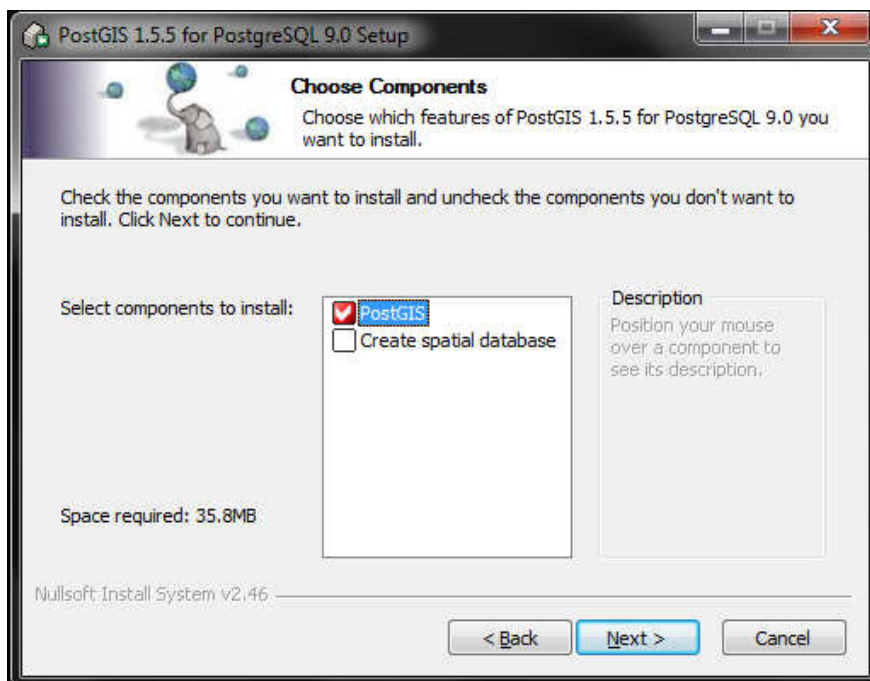 PostGIS 1.5.5 for PostgreSQL 9.0 Setup
Choose Components
Choose which features of PostGIS 1.5.5 for PostgreSQL 9.0 you
want to install.
Check the components you want to install and uncheck the components you don't want to
install. Click Next to continue.
Select components to install:
PostGIS
Create spatial database
Description
Position your mouse
over a component to
see its description.
Space required: 35.8MB
Nullsoft Install System v2.46
< Back
Next >
Cancel